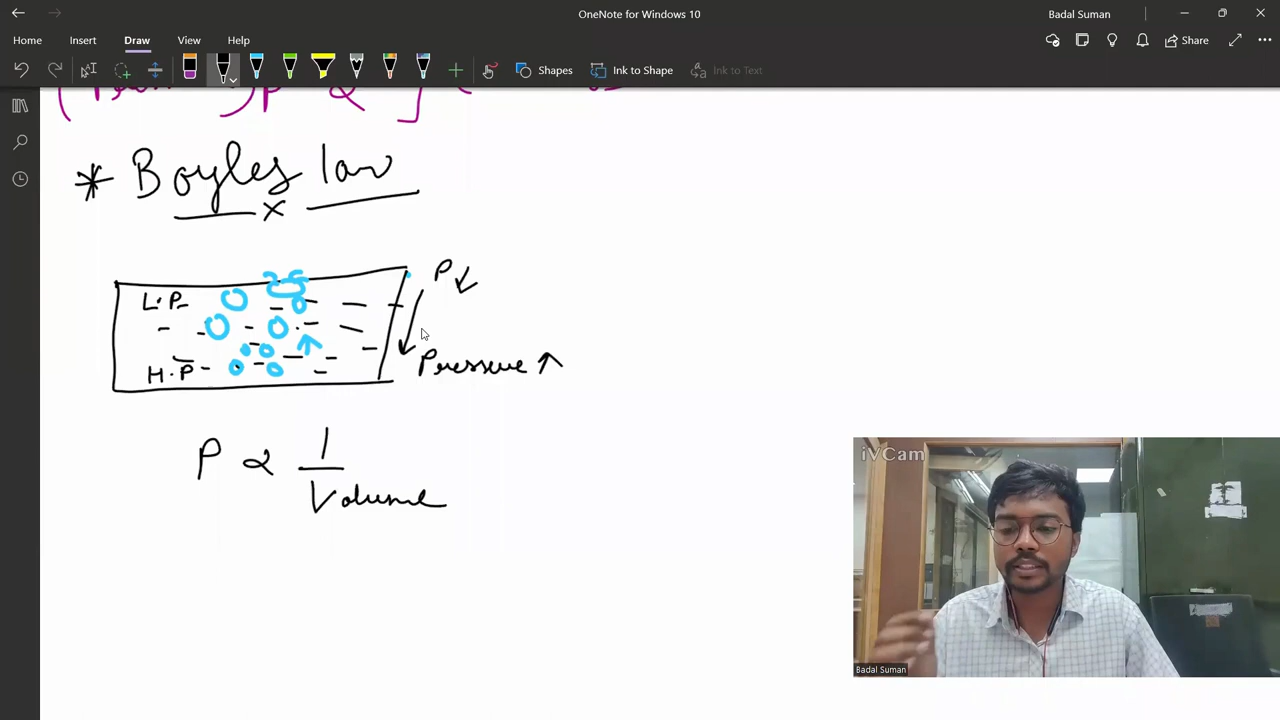 OneNote for Windows 10
Badal Suman
Home Insert Draw View Help
Share
Shapes Ink to Shape Ink to Text
* Boyles law
x
L.P
P ↓
H.P
Pressure ↑
P ∝ 1
Volume
iVCam
Badal Suman